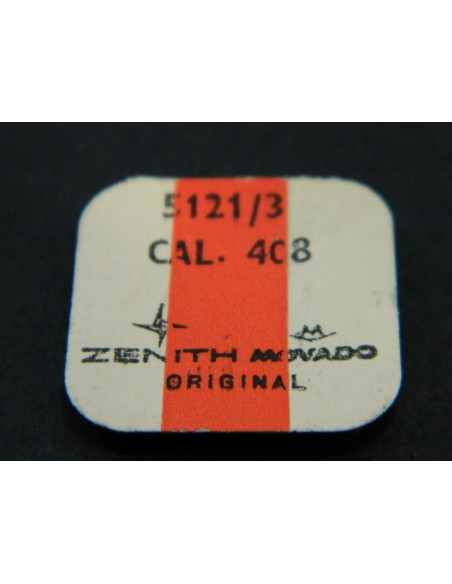 5121/3
CAL. 408
ZENITH MOVADO
ORIGINAL